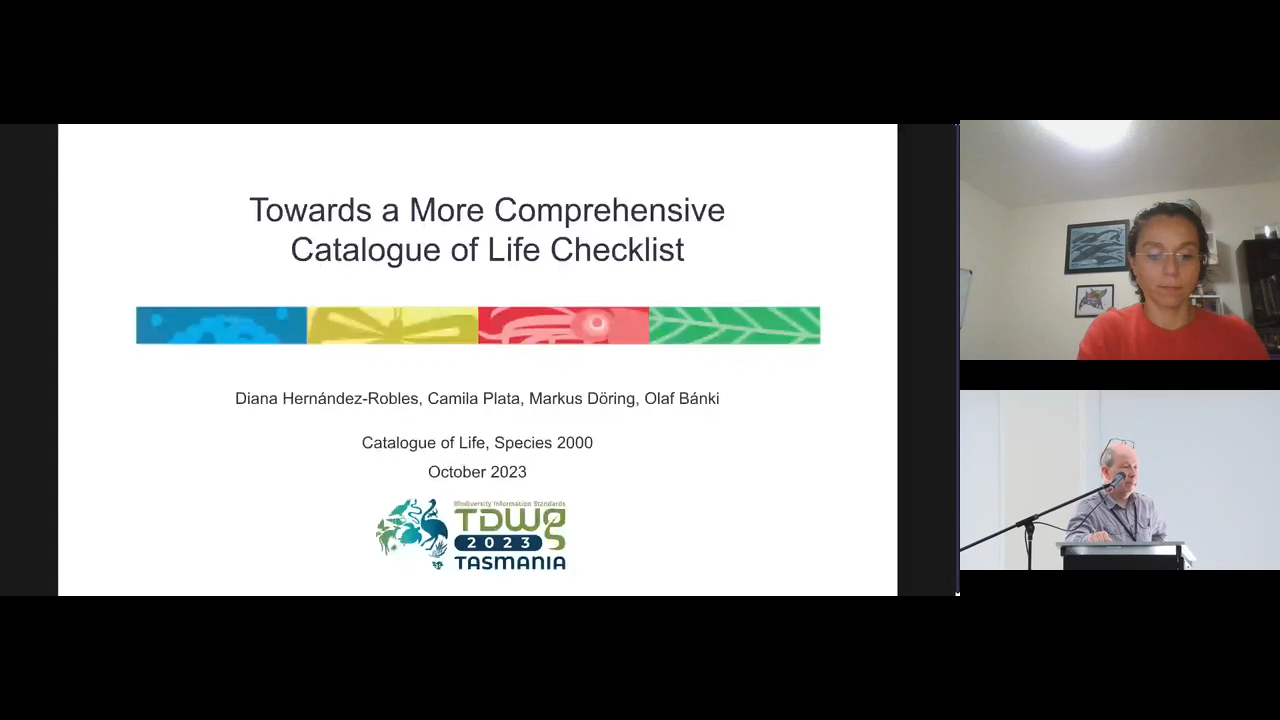 Towards a More Comprehensive
Catalogue of Life Checklist
Diana Hernández-Robles, Camila Plata, Markus Döring, Olaf Bánki
Catalogue of Life, Species 2000
October 2023
Biodiversity Information Standards
TDWG
2023
TASMANIA